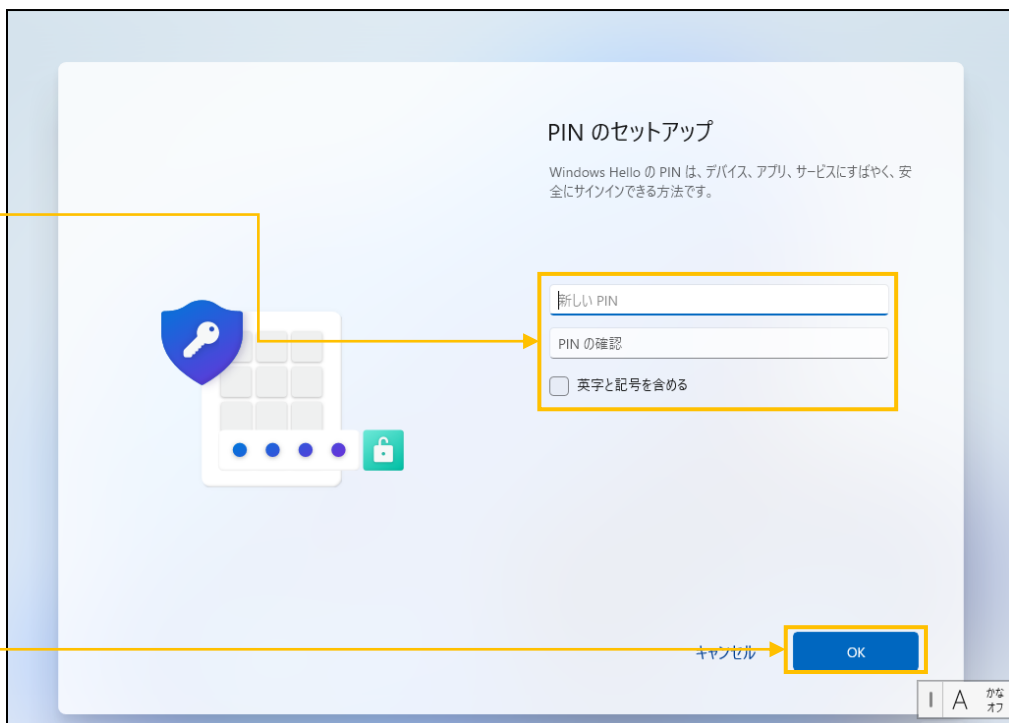 PIN のセットアップ
Windows Hello の PIN は、デバイス、アプリ、サービスにすばやく、安
全にサインインできる方法です。
新しい PIN
PIN の確認
英字と記号を含める
キャンセル
OK
A
かな
オフ